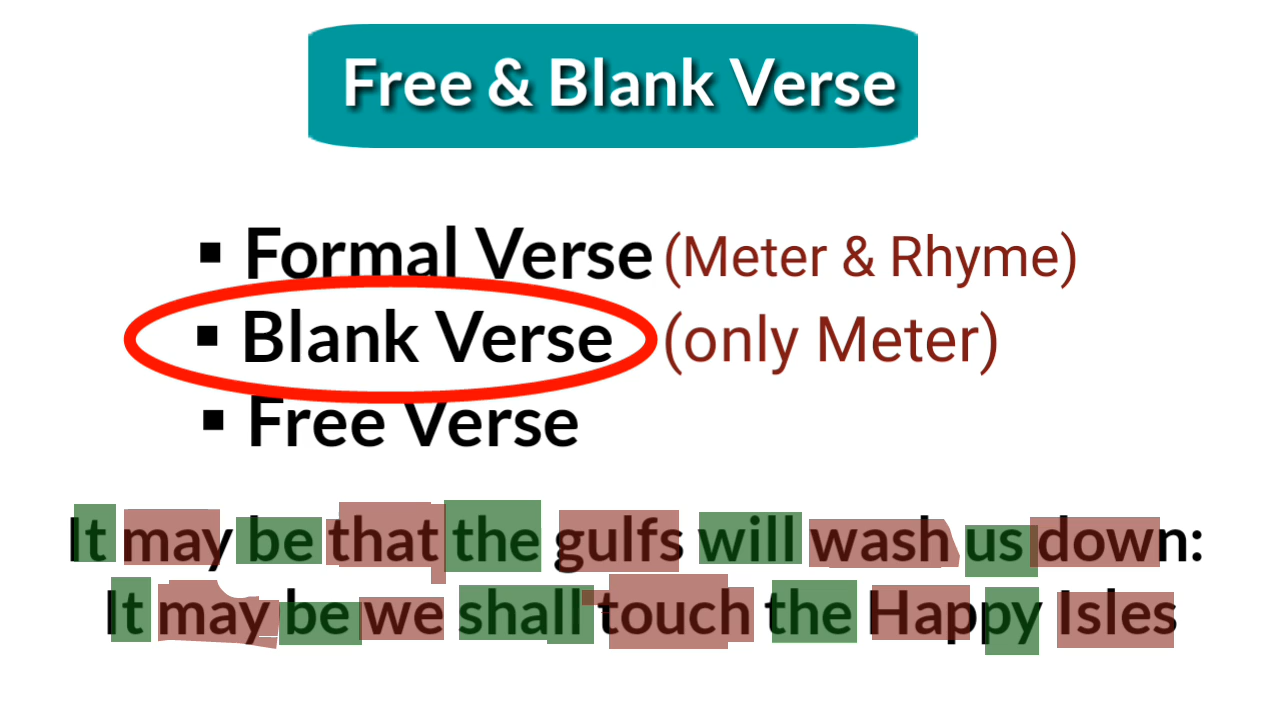 Free & Blank Verse
▪ Formal Verse (Meter & Rhyme)
▪ Blank Verse (only Meter)
▪ Free Verse
It may be that the gulfs will wash us down:
It may be we shall touch the Happy Isles